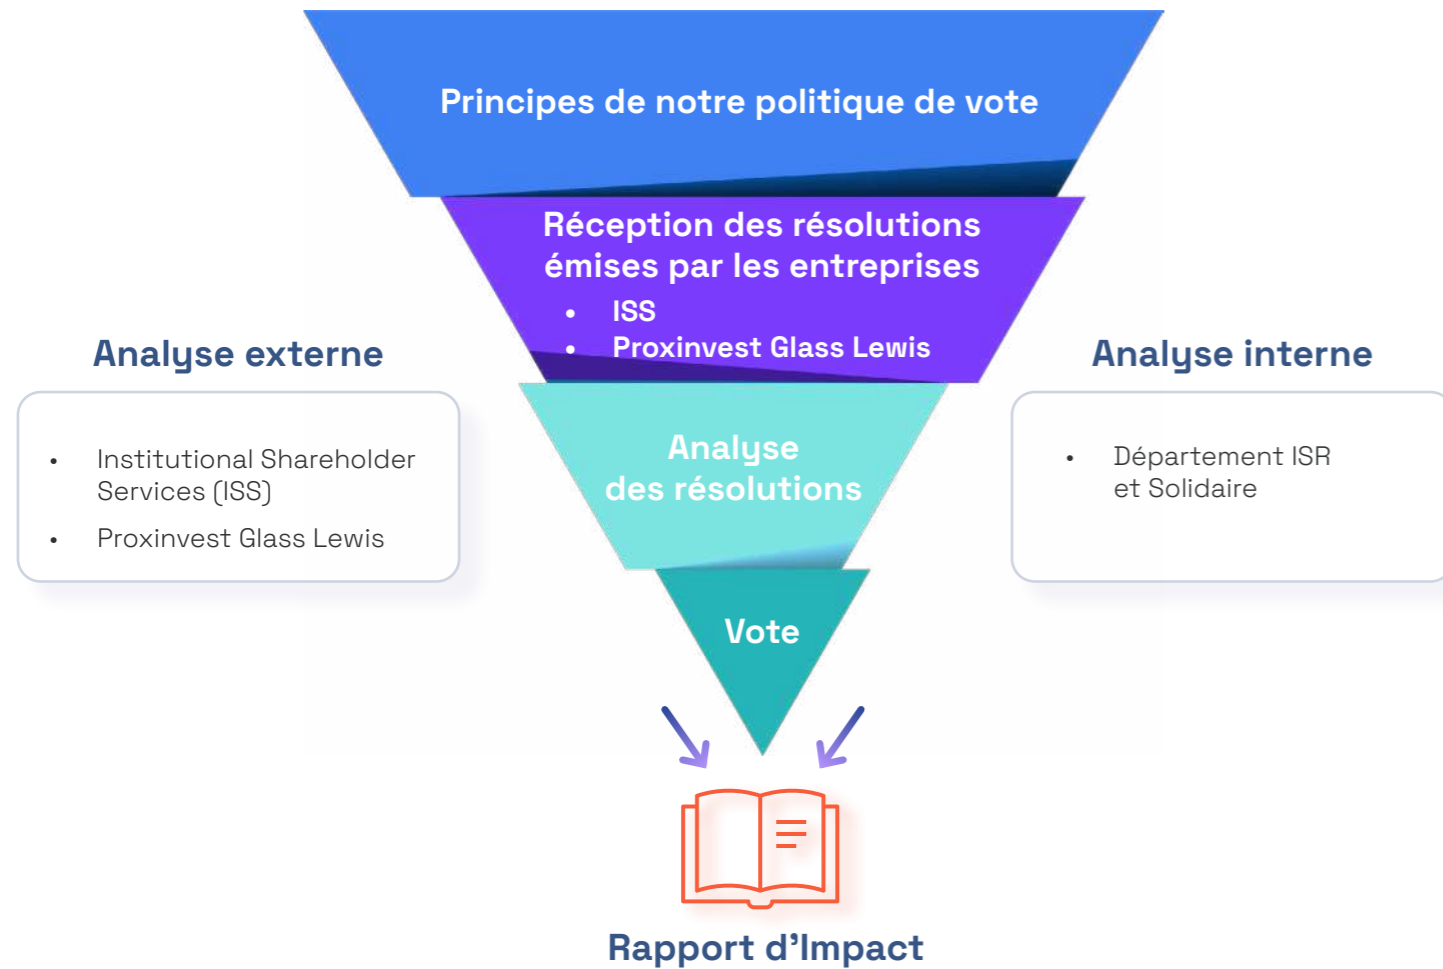 Principes de notre politique de vote
Réception des résolutions
émises par les entreprises
• ISS
• Proxinvest Glass Lewis
Analyse externe
• Institutional Shareholder
Services (ISS)
• Proxinvest Glass Lewis
Analyse interne
• Département ISR
et Solidaire
Analyse
des résolutions
Vote
Rapport d'Impact